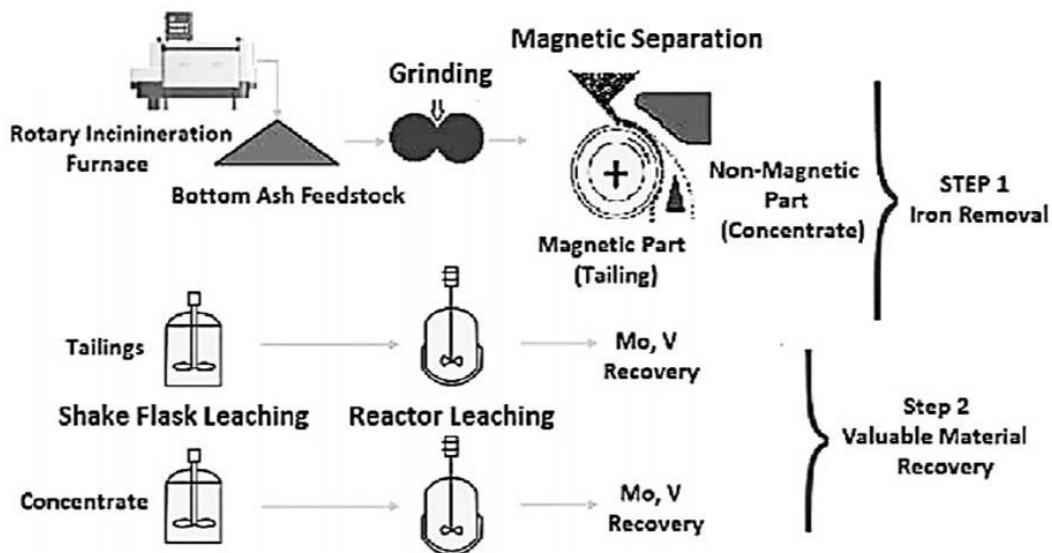 Magnetic Separation
Grinding
Rotary Incinineration
Furnace
Bottom Ash Feedstock
Non-Magnetic
Part
(Concentrate)
Magnetic Part
(Tailing)
STEP 1
Iron Removal
Tailings
Mo, V
Recovery
Shake Flask Leaching
Reactor Leaching
Step 2
Valuable Material
Recovery
Concentrate
Mo, V
Recovery